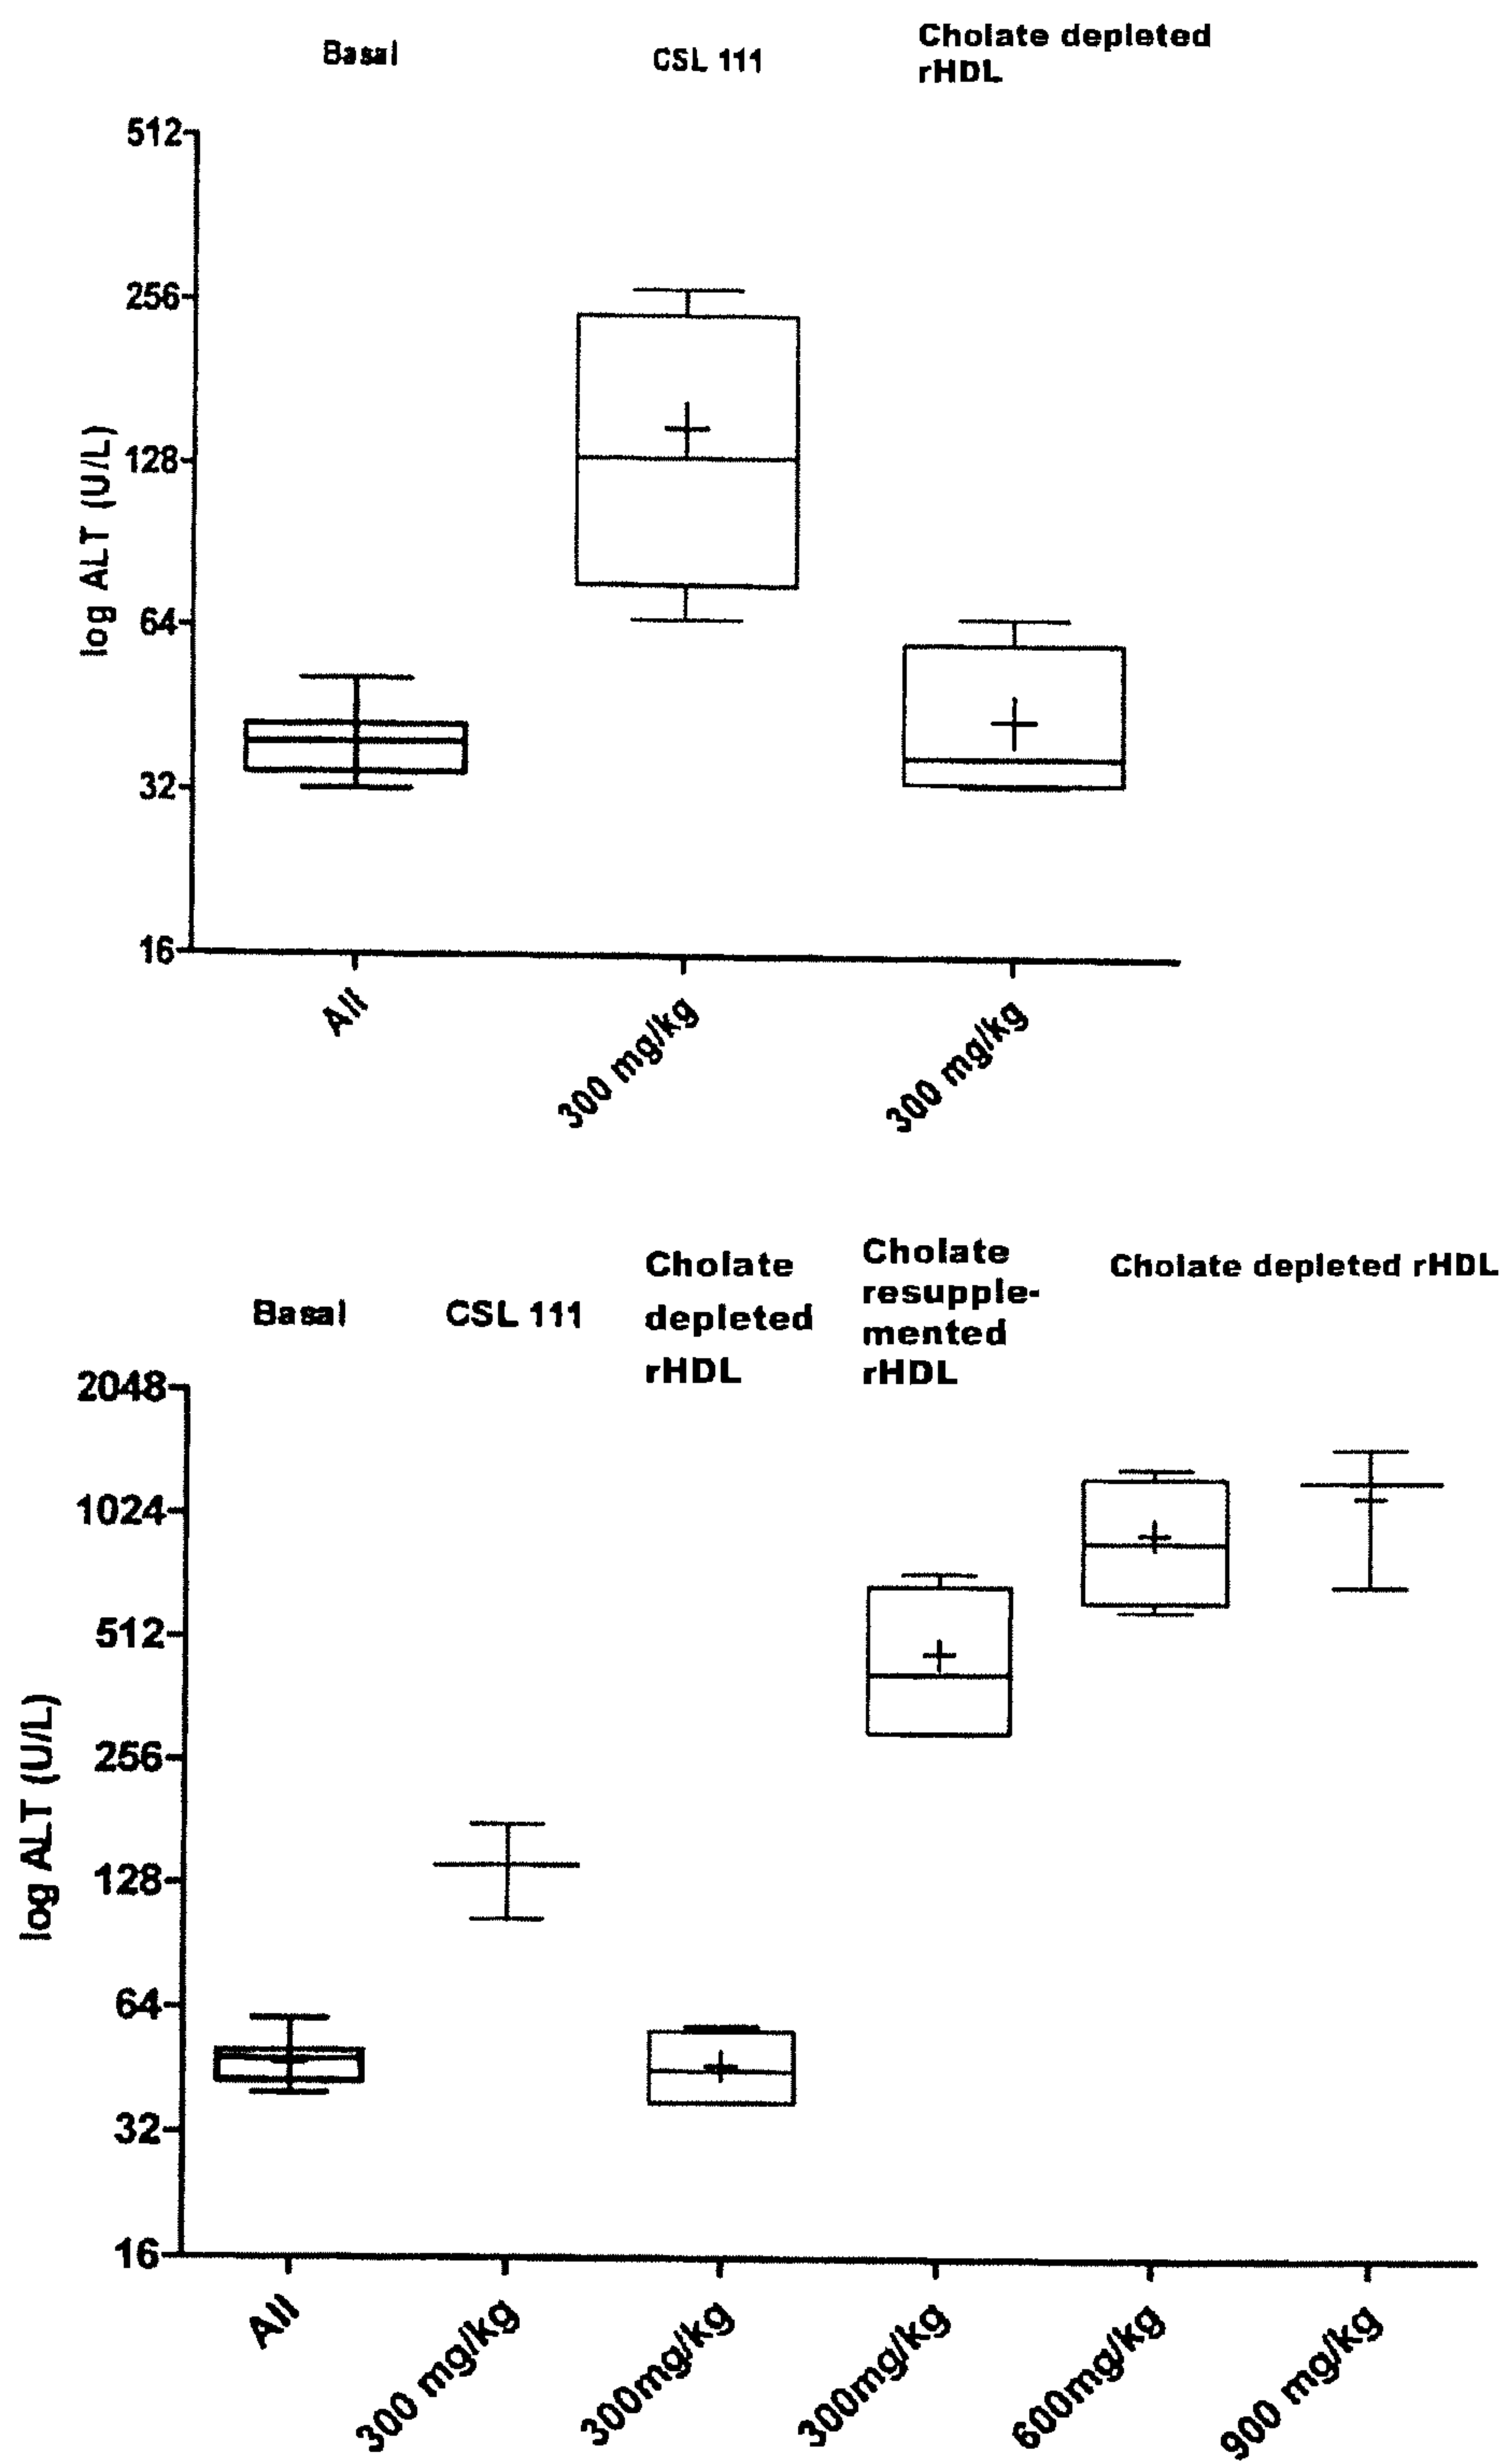 Basal
CSL 111
Cholate depleted
rHDL
512
256
128
64
32
16
log ALT (U/L)
All
300 mg/kg
300 mg/kg
Basal
CSL 111
Cholate
depleted
rHDL
Cholate
resupple-
mented
rHDL
Cholate depleted rHDL
2048
1024
512
256
128
64
32
16
log ALT (U/L)
All
300 mg/kg
300mg/kg
300mg/kg
600mg/kg
900 mg/kg